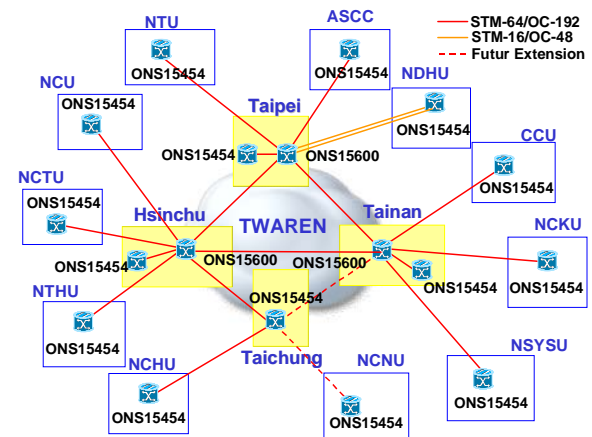 NTU
ONS15454
ASCC
ONS15454
STM-64/OC-192
STM-16/OC-48
Futur Extension
NCU
ONS15454
NDHU
ONS15454
Taipei
ONS15454
ONS15600
CCU
ONS15454
NCTU
ONS15454
Hsinchu
ONS15454
ONS15600
TWAREN
Tainan
ONS15600
ONS15454
NCKU
ONS15454
NTHU
ONS15454
ONS15454
Taichung
NSYSU
ONS15454
NCHU
ONS15454
NCNU
ONS15454